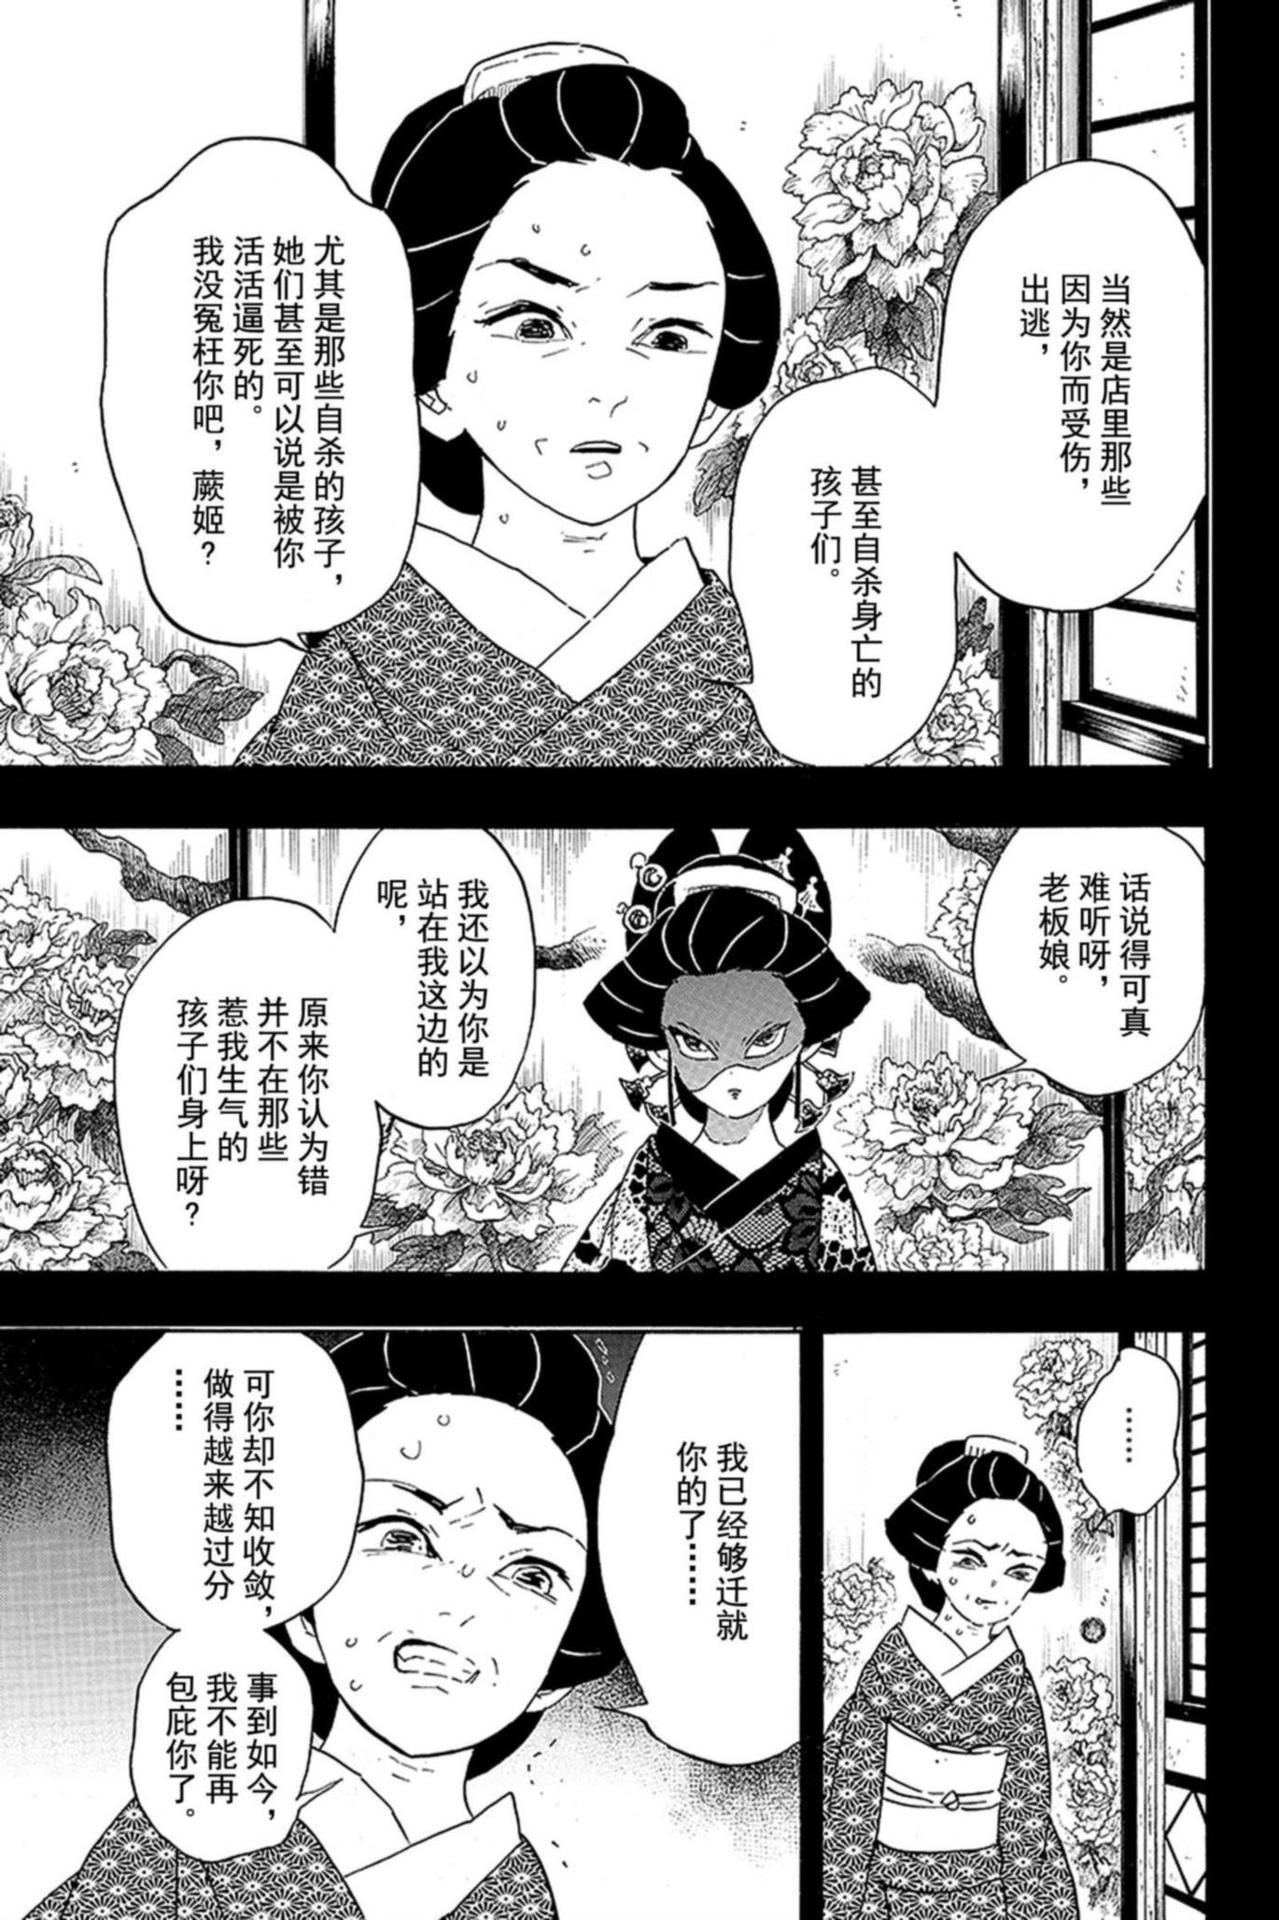 当然是店里那些
因为你而受伤，
出逃，
甚至自杀身亡的
孩子们。
尤其是那些自杀的孩子，
她们甚至可以说是被你
活活逼死的。
我没冤枉你吧，蕨姬？
话说得可真
难听呀，
老板娘。
我还以为你是
站在我这边的
呢，
原来你认为错
并不在那些
惹我生气的
孩子们身上呀？
……
我已经够迁就
你的了……
可你却不知收敛，
做得越来越过分
……
事到如今，
我不能再
包庇你了。